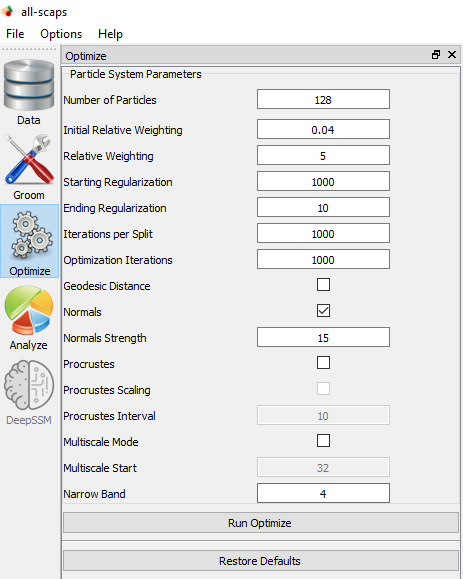 all-scaps
File Options Help
Data
Groom
Optimize
Analyze
DeepSSM
Optimize
Particle System Parameters
Number of Particles 128
Initial Relative Weighting 0.04
Relative Weighting 5
Starting Regularization 1000
Ending Regularization 10
Iterations per Split 1000
Optimization Iterations 1000
Geodesic Distance
Normals
Normals Strength 15
Procrustes
Procrustes Scaling
Procrustes Interval 10
Multiscale Mode
Multiscale Start 32
Narrow Band 4
Run Optimize
Restore Defaults